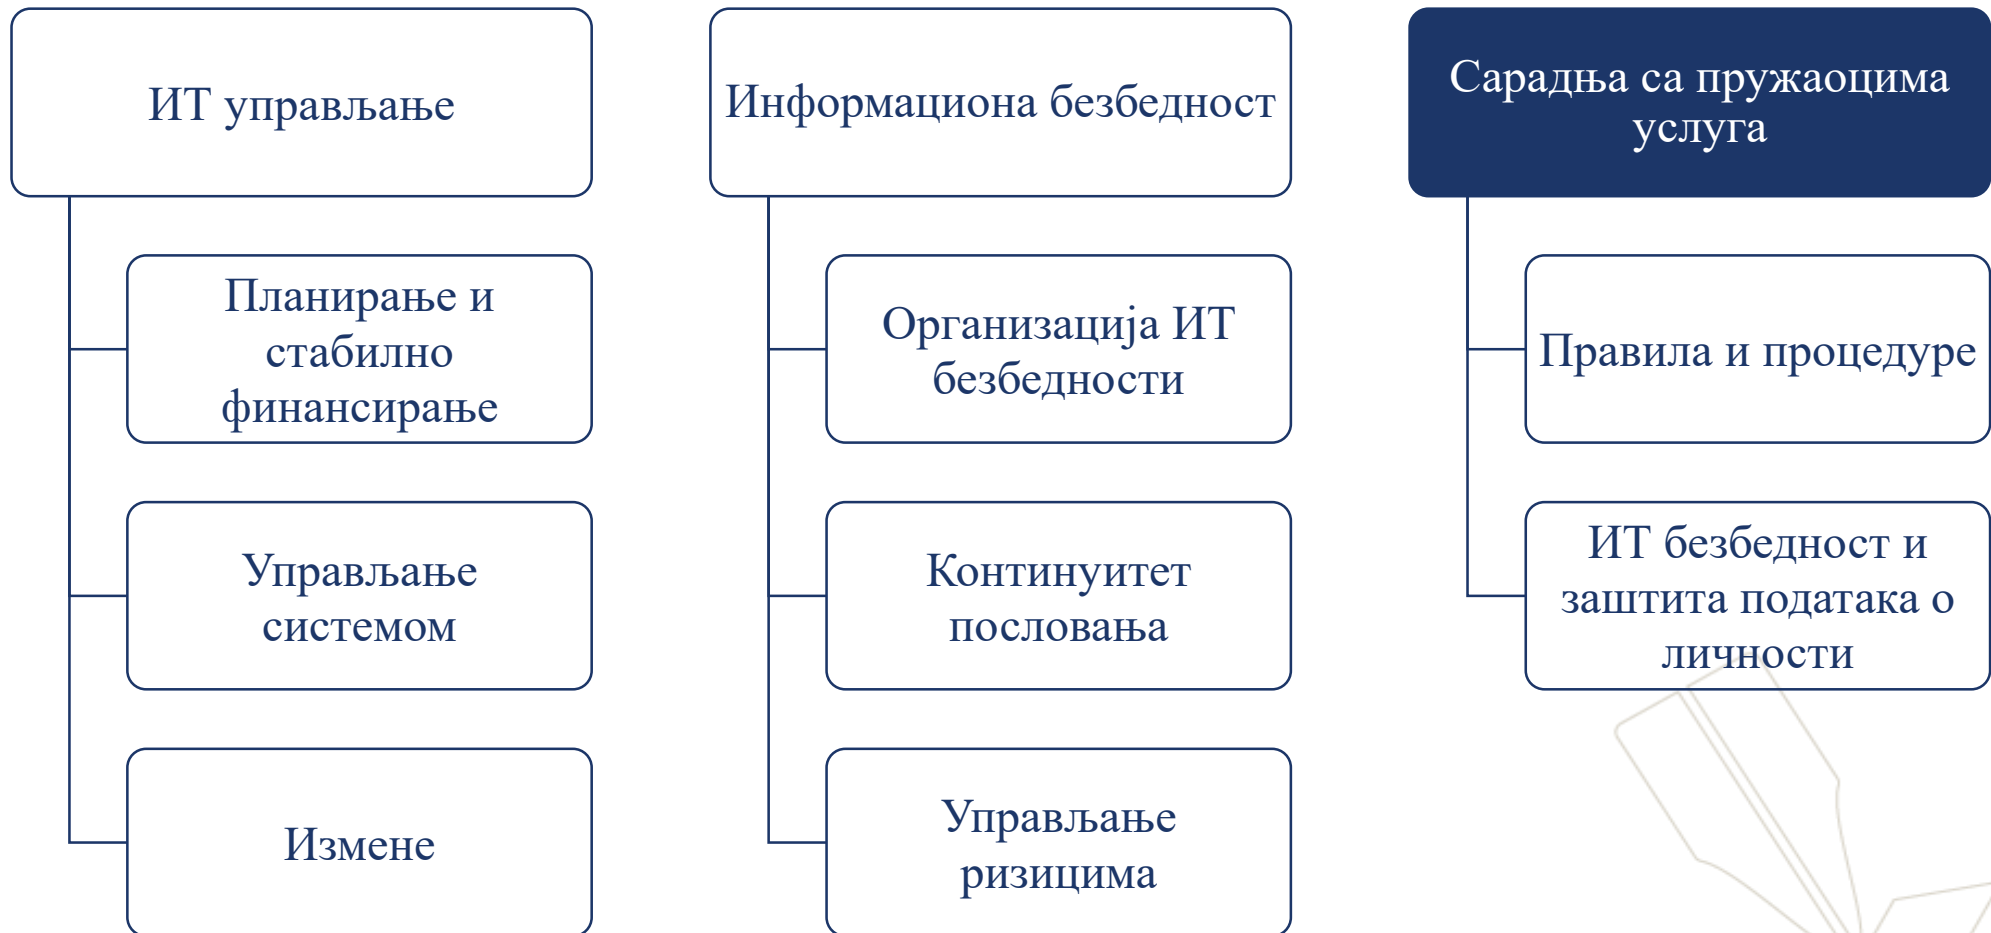 ИТ управљање
Планирање и
стабилно
финансирање
Управљање
системом
Измене
Информациона безбедност
Организација ИТ
безбедности
Континуитет
пословања
Управљање
ризицима
Сарадња са пружаоцима
услуга
Правила и процедуре
ИТ безбедност и
заштита података о
личности